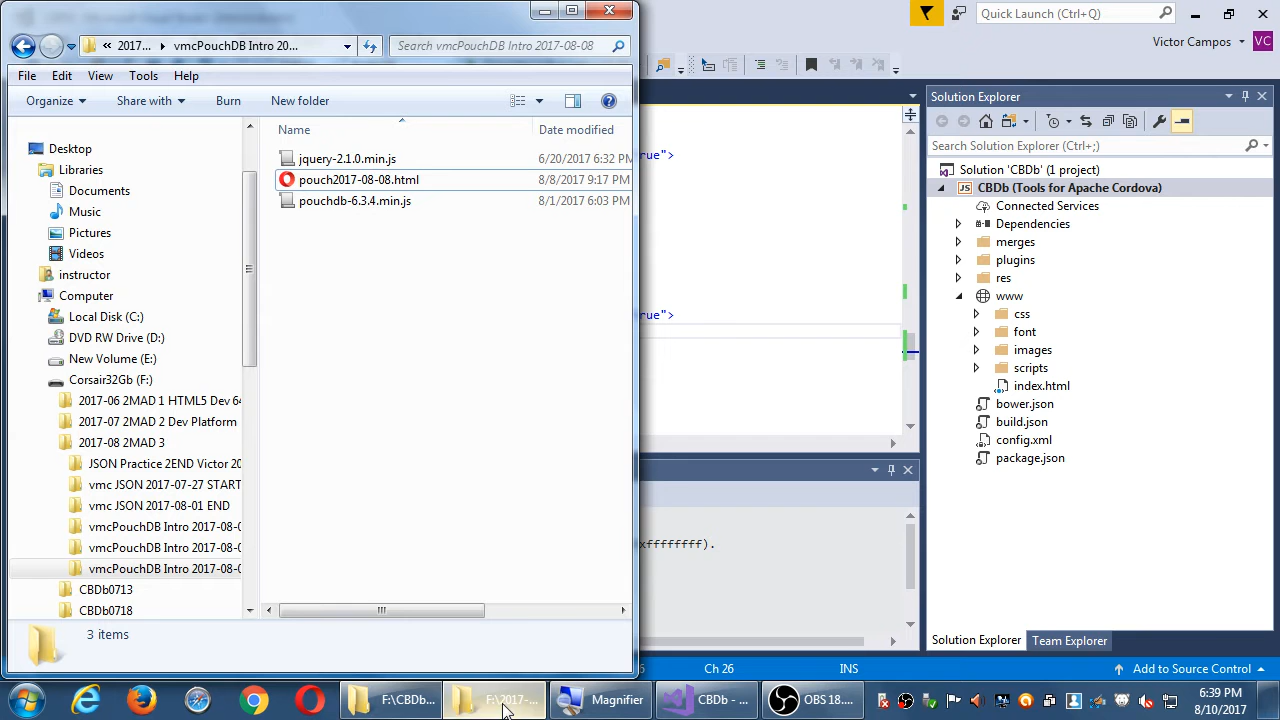 Quick Launch (Ctrl+Q)
Victor Campos
VC
« 2017...
vmcPouchDB Intro 20...
Search vmcPouchDB Intro 2017-08-08
File Edit View Tools Help
Organize Share with Burn New folder
Name Date modified
jquery-2.1.0.min.js 6/20/2017 6:32 PM
pouch2017-08-08.html 8/8/2017 9:17 PM
pouchdb-6.3.4.min.js 8/1/2017 6:03 PM
Desktop
Libraries
Documents
Music
Pictures
Videos
instructor
Computer
Local Disk (C:)
DVD RW Drive (D:)
New Volume (E:)
Corsair32Gb (F:)
2017-06 2MAD 1 HTML5 Dev 64
2017-07 2MAD 2 Dev Platform
2017-08 2MAD 3
JSON Practice 2END Victor 20
vmc JSON 2017-07-27 START
vmc JSON 2017-08-01 END
vmcPouchDB Intro 2017-08-0
vmcPouchDB Intro 2017-08-0
vmcPouchDB Intro 2017-08-0
CBDb0713
CBDb0718
3 items
rue">
rue">
xffffffff).
Solution Explorer
Search Solution Explorer (Ctrl+;)
Solution 'CBDb' (1 project)
JS CBDb (Tools for Apache Cordova)
Connected Services
Dependencies
merges
plugins
res
www
css
font
images
scripts
index.html
bower.json
build.json
config.xml
package.json
Solution Explorer Team Explorer
Ch 26 INS Add to Source Control
F:\CBDb... F:\2017-... Magnifier CBDb - ... OBS 18....
6:39 PM
8/10/2017